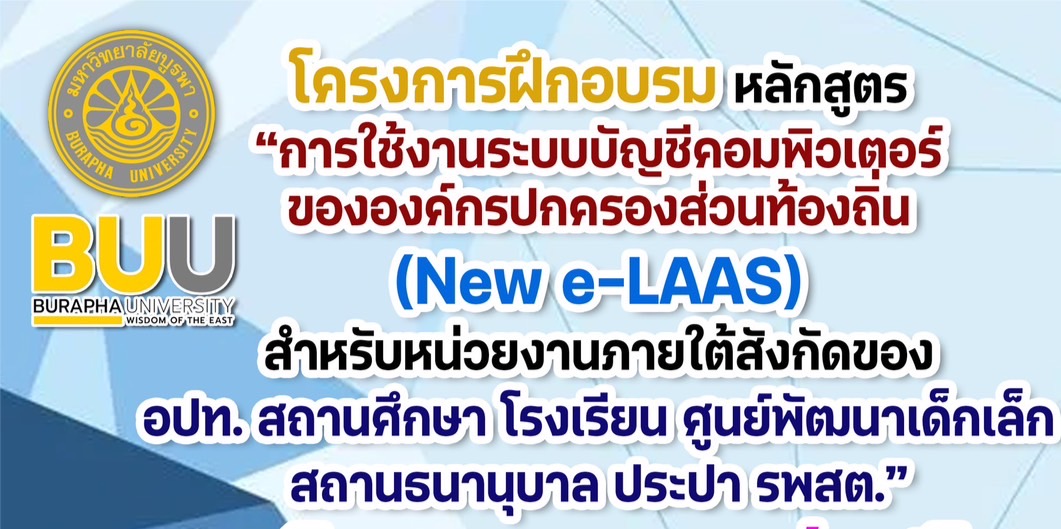 มหาวิทยาลัยบูรพา
BURAPHA UNIVERSITY
BUU
BURAPHA UNIVERSITY
WISDOM OF THE EAST
โครงการฝึกอบรม หลักสูตร
“การใช้งานระบบบัญชีคอมพิวเตอร์
ขององค์กรปกครองส่วนท้องถิ่น
(New e-LAAS)
สำหรับหน่วยงานภายใต้สังกัดของ
อปท. สถานศึกษา โรงเรียน ศูนย์พัฒนาเด็กเล็ก
สถานธนานุบาล ประปา รพสต.”